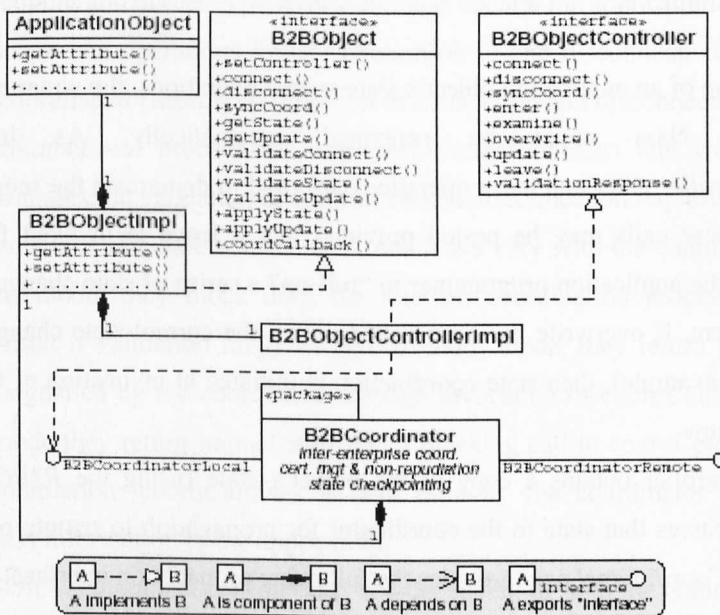 ApplicationObject
+getAttribute()
+setAttribute()
1
1
B2BObjectImpl
+getAttribute()
+setAttribute()
1
1
«interface»
B2BObject
+setController()
+connect()
+disconnect()
+syncCoord()
+getState()
+getUpdate()
+validateConnect()
+validateDisconnect()
+validateState()
+validateUpdate()
+applyState()
+applyUpdate()
+coordCallback()
«interface»
B2BObjectController
+connect()
+disconnect()
+syncCoord()
+enter()
+examine()
+overwrite()
+update()
+leave()
+validationResponse()
B2BObjectControllerImpl
«package»
B2BCoordinator
inter-enterprise coord.
cert. mgt & non-repudiation
state checkpointing
B2BCoordinatorLocal
B2BCoordinatorRemote
1
A B
A implements B
A B
A is component of B
A B
A depends on B
A interface
A exports "interface"